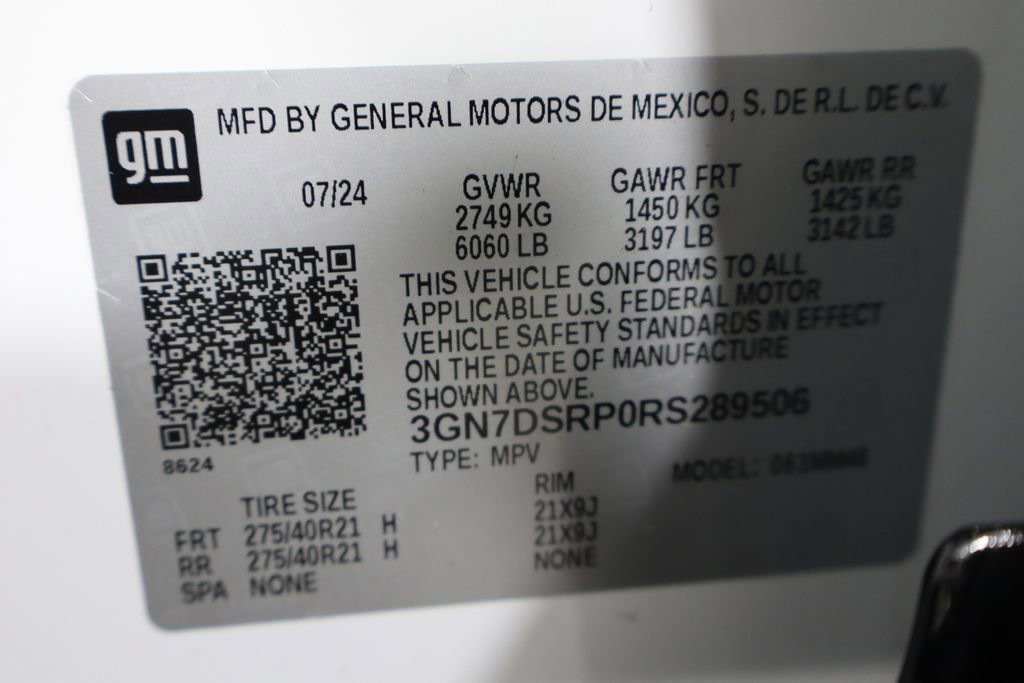 gm
MFD BY GENERAL MOTORS DE MEXICO, S. DE R.L. DE C.V.
07/24
GVWR GAWR FRT GAWR RR
2749 KG 1450 KG 1425 KG
6060 LB 3197 LB 3142 LB
THIS VEHICLE CONFORMS TO ALL
APPLICABLE U.S. FEDERAL MOTOR
VEHICLE SAFETY STANDARDS IN EFFECT
ON THE DATE OF MANUFACTURE
SHOWN ABOVE.
3GN7DSRP0RS289506
8624
TYPE: MPV MODEL:
TIRE SIZE RIM
FRT 275/40R21 H 21X9J
RR 275/40R21 H 21X9J
SPA NONE NONE